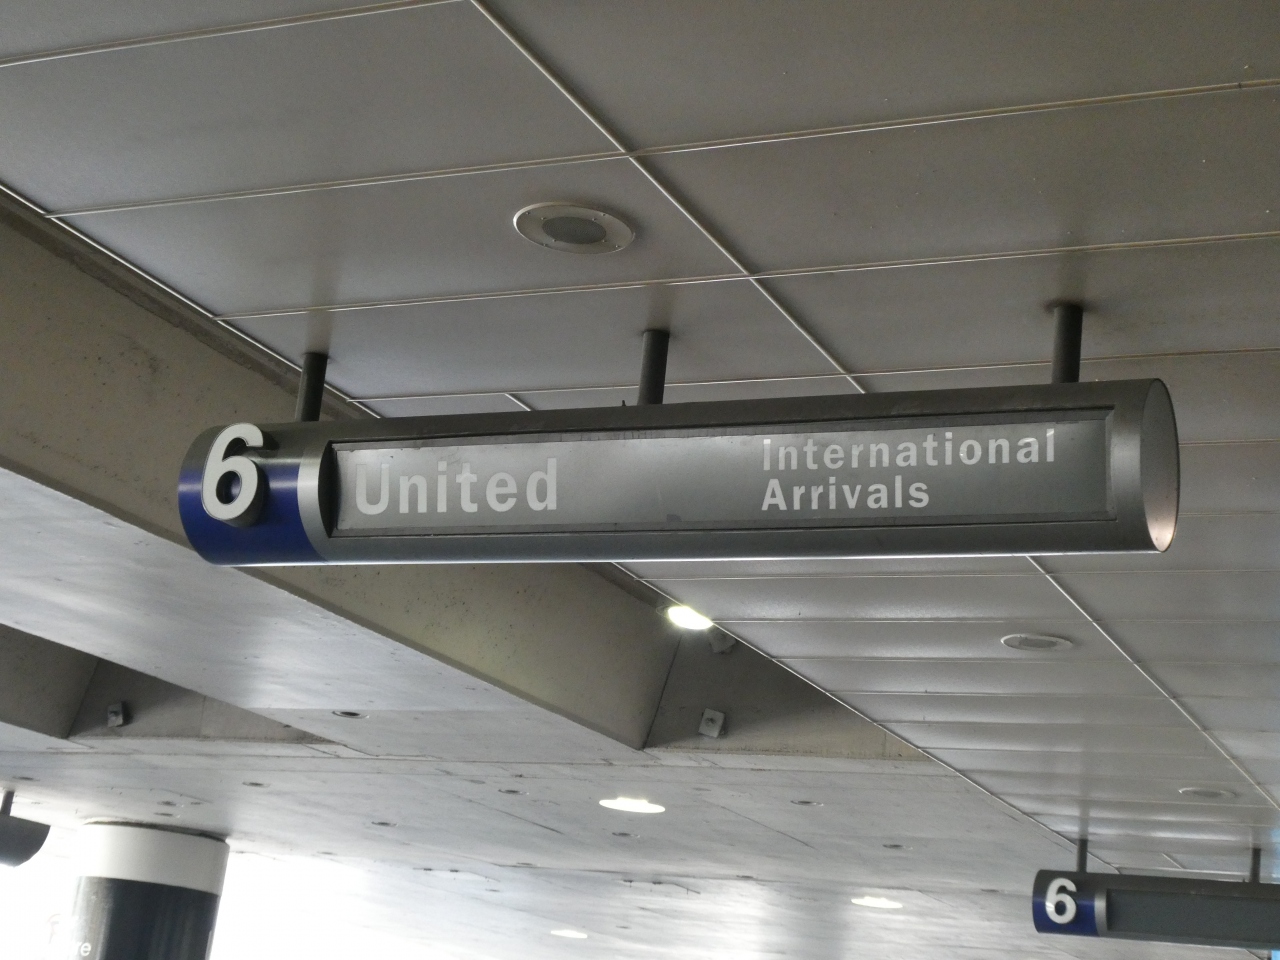 6
United
International
Arrivals
6